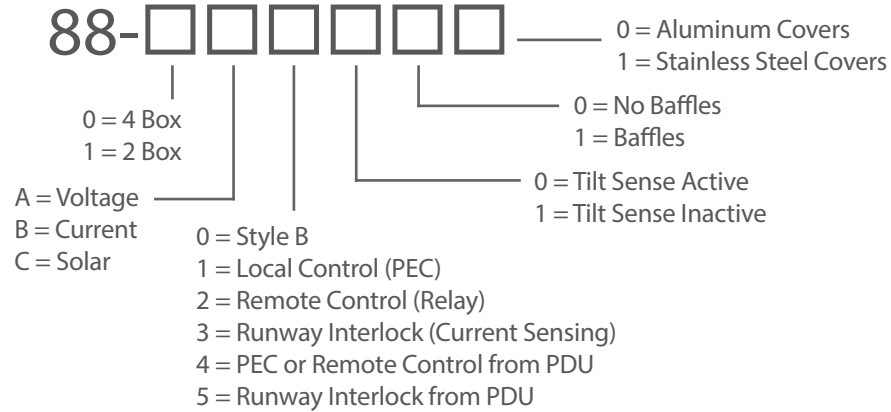 88-
0 = Aluminum Covers
1 = Stainless Steel Covers
0 = No Baffles
1 = Baffles
0 = 4 Box
1 = 2 Box
0 = Tilt Sense Active
1 = Tilt Sense Inactive
A = Voltage
B = Current
C = Solar
0 = Style B
1 = Local Control (PEC)
2 = Remote Control (Relay)
3 = Runway Interlock (Current Sensing)
4 = PEC or Remote Control from PDU
5 = Runway Interlock from PDU